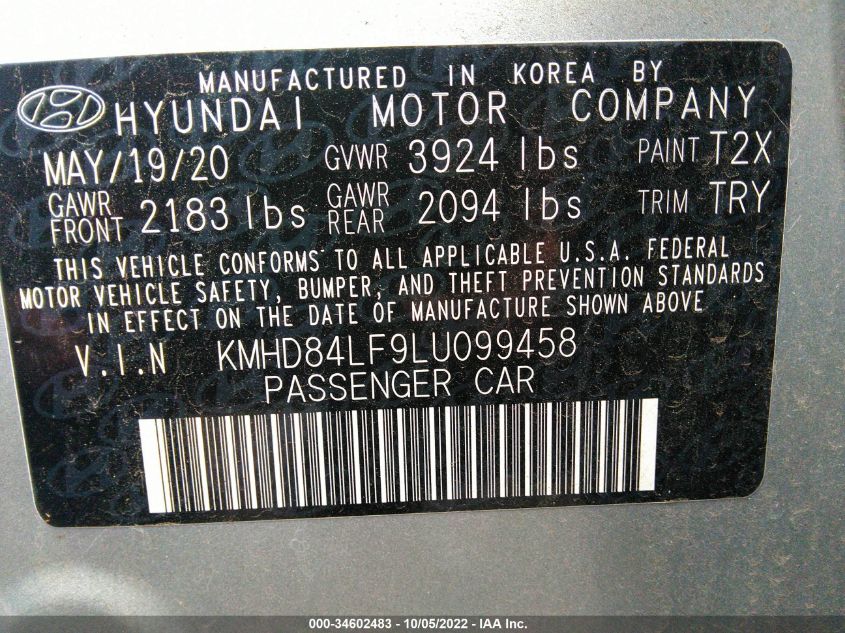 MANUFACTURED IN KOREA BY
HYUNDAI MOTOR COMPANY
MAY/19/20 GVWR 3924 lbs PAINT T2X
GAWR FRONT 2183 lbs GAWR REAR 2094 lbs TRIM TRY
THIS VEHICLE CONFORMS TO ALL APPLICABLE U.S.A. FEDERAL
MOTOR VEHICLE SAFETY, BUMPER, AND THEFT PREVENTION STANDARDS
IN EFFECT ON THE DATE OF MANUFACTURE SHOWN ABOVE
V.I.N KMHD84LF9LU099458
PASSENGER CAR
000-34602483 - 10/05/2022 - IAA Inc.